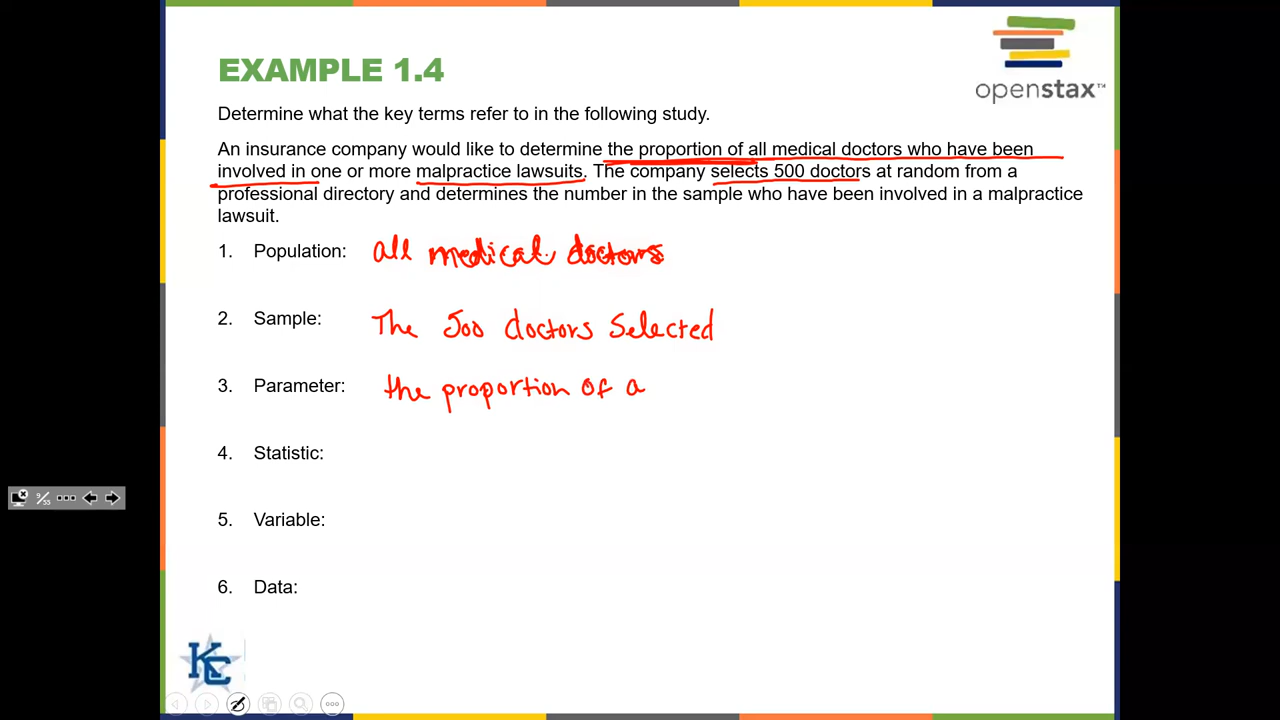 EXAMPLE 1.4
openstax™
Determine what the key terms refer to in the following study.
An insurance company would like to determine the proportion of all medical doctors who have been
involved in one or more malpractice lawsuits. The company selects 500 doctors at random from a
professional directory and determines the number in the sample who have been involved in a malpractice
lawsuit.
1. Population: all medical doctors
2. Sample: The 500 doctors Selected
3. Parameter: the proportion of a
4. Statistic:
5. Variable:
6. Data:
9/55
KC